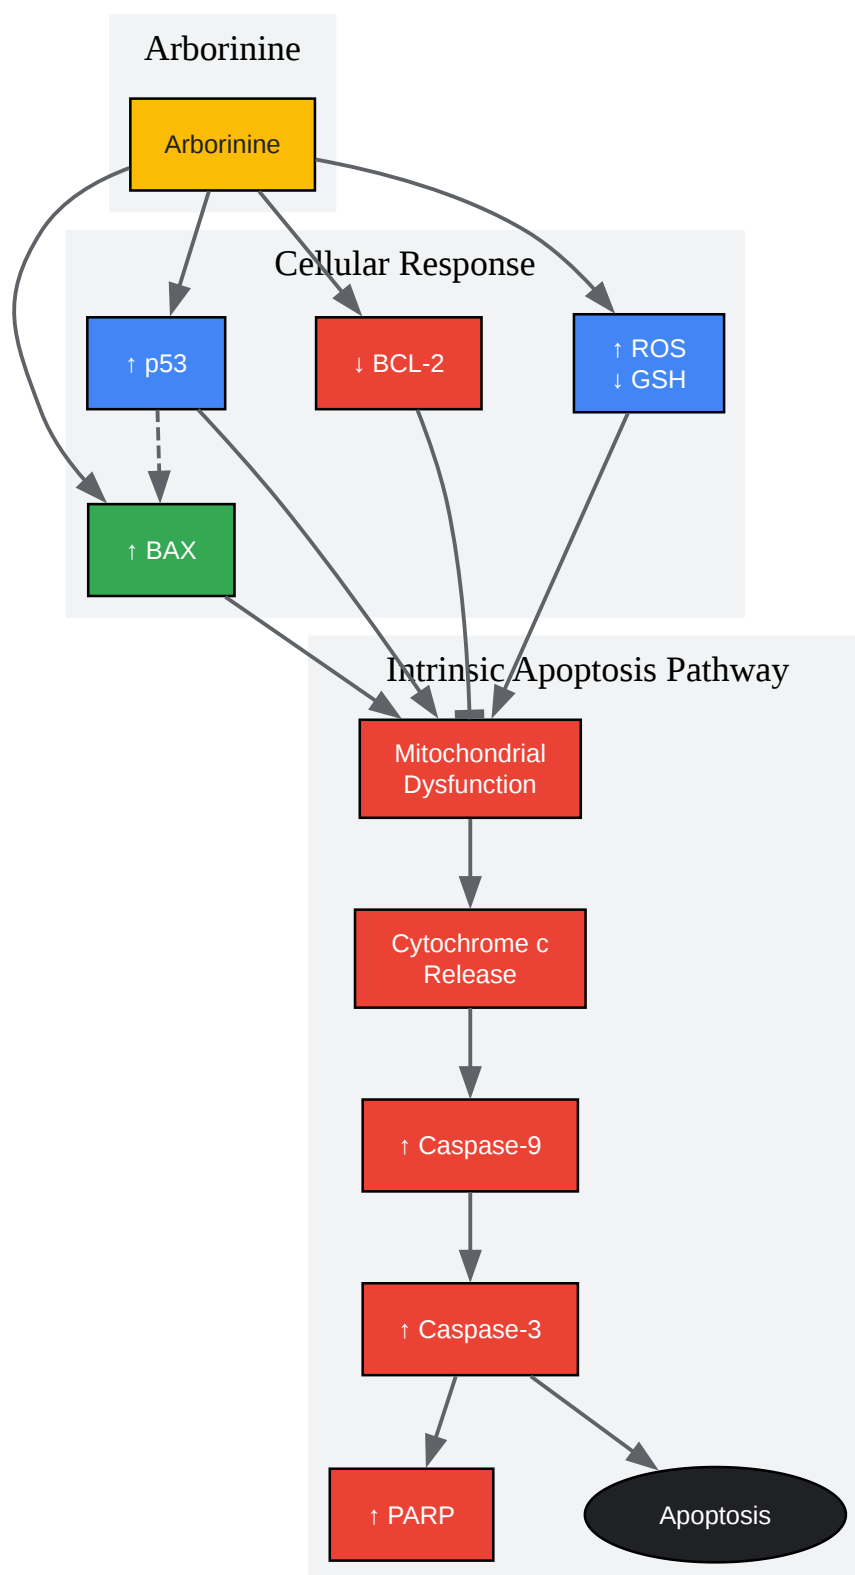 Arborinine
Arborinine
Cellular Response
↑ p53
↓ BCL-2
↑ ROS
↓ GSH
↑ BAX
Intrinsic Apoptosis Pathway
Mitochondrial
Dysfunction
Cytochrome c
Release
↑ Caspase-9
↑ Caspase-3
↑ PARP
Apoptosis